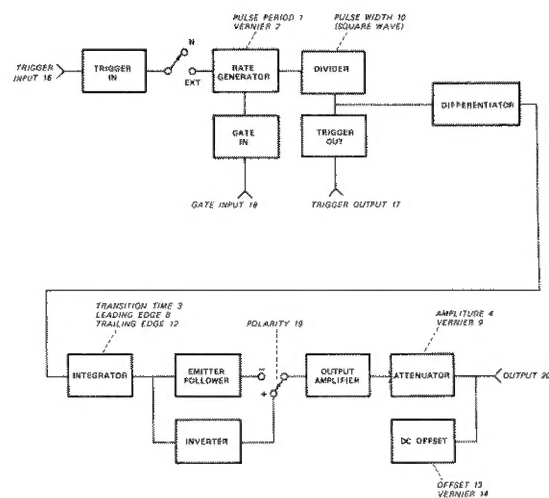 PULSE PERIOD 1
VERNIER 2
PULSE WIDTH 10
(SQUARE WAVE)
TRIGGER
INPUT 15
TRIGGER
IN
EXT
RATE
GENERATOR
DIVIDER
DIFFERENTIATOR
GATE
IN
TRIGGER
OUT
GATE INPUT 18
TRIGGER OUTPUT 17
TRANSITION TIME 3
LEADING EDGE 8
TRAILING EDGE 12
POLARITY 19
AMPLITUDE 4
VERNIER 9
INTEGRATOR
EMITTER
FOLLOWER
−
+
OUTPUT
AMPLIFIER
ATTENUATOR
OUTPUT 20
INVERTER
DC OFFSET
OFFSET 13
VERNIER 14